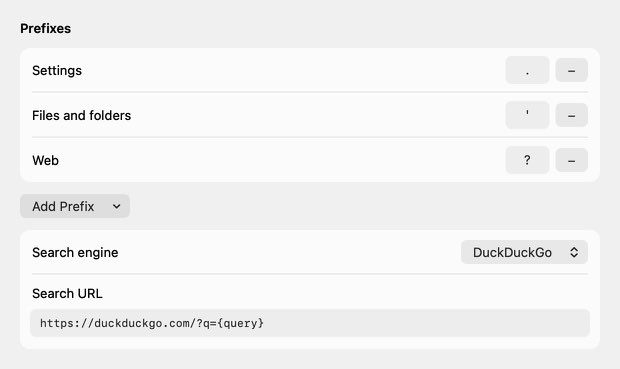 Prefixes
Settings . –
Files and folders ' –
Web ? –
Add Prefix
Search engine DuckDuckGo
Search URL
https://duckduckgo.com/?q={query}